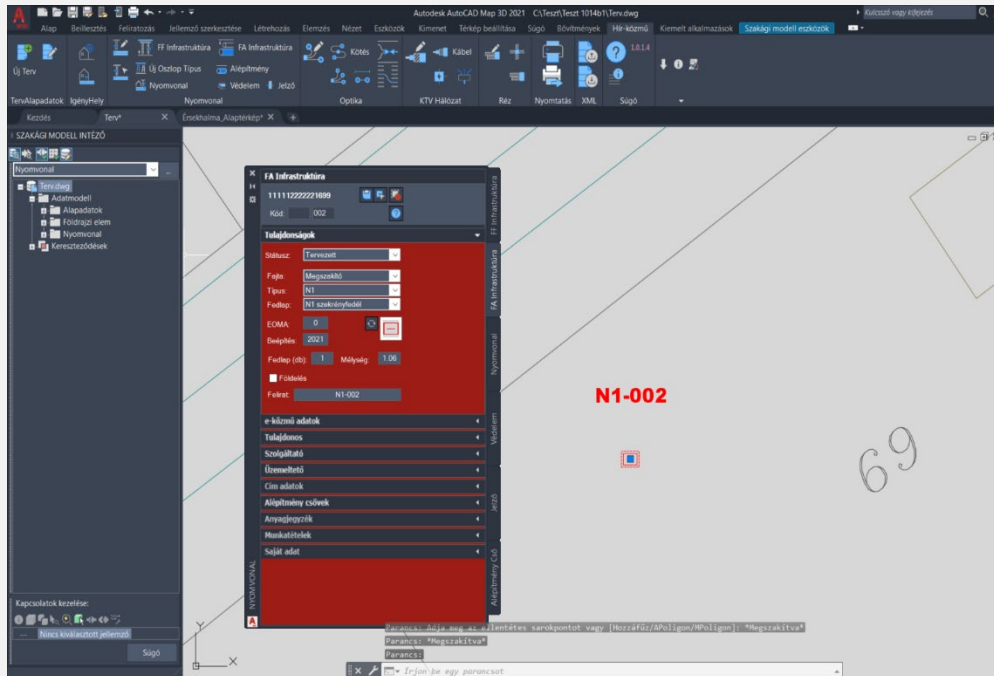 Autodesk AutoCAD Map 3D 2021 C:\Teszt\Teszt 1014b1\Terv.dwg
Kulcsszó vagy kifejezés
Alap Beillesztés Feliratozás Jellemző szerkesztése Létrehozás Elemzés Nézet Eszközök Kimenet Térkép beállítása Súgó Bővítmények Hír-közmű Kiemelt alkalmazások Szakági modell eszközök
FF Infrastruktúra FA Infrastruktúra Kötés Kábel 1.0.1.4
Új Terv Új Oszlop Típus Alépítmény
Nyomvonal Védelem Jelző
TervAlapadatok IgényHely Nyomvonal Optika KTV Hálózat Réz Nyomtatás XML Súgó
Kezdés Terv* Érsekhalma_Alaptérkép*
SZAKÁGI MODELL INTÉZŐ
Nyomvonal
Terv.dwg
Adatmodell
Alapadatok
Földrajzi elem
Nyomvonal
Kereszteződések
FA Infrastruktúra
111112222221699
Kód: 002
Tulajdonságok
Státusz: Tervezett
Fajta: Megszakító
Típus: N1
Fedlap: N1 szekrényfedél
EOMA: 0
Beépítés: 2021
Fedlap (db): 1 Mélység: 1.06
Földelés
Felirat: N1-002
e-közmű adatok
Tulajdonos
Szolgáltató
Üzemeltető
Cím adatok
Alépítmény csövek
Anyagjegyzék
Munkatételek
Saját adat
NYOMVONAL
FF Infrastruktúra
FA Infrastruktúra
Nyomvonal
Védelem
Jelző
Alépítmény Cső
N1-002
69
Kapcsolatok kezelése:
... Nincs kiválasztott jellemző
Súgó
Y
X
Parancs: Adja meg az ellentétes sarokpontot vagy [Hozzáfűz/APoligon/MPoligon]: *Megszakítva*
Parancs: *Megszakítva*
Parancs:
Írjon be egy parancsot